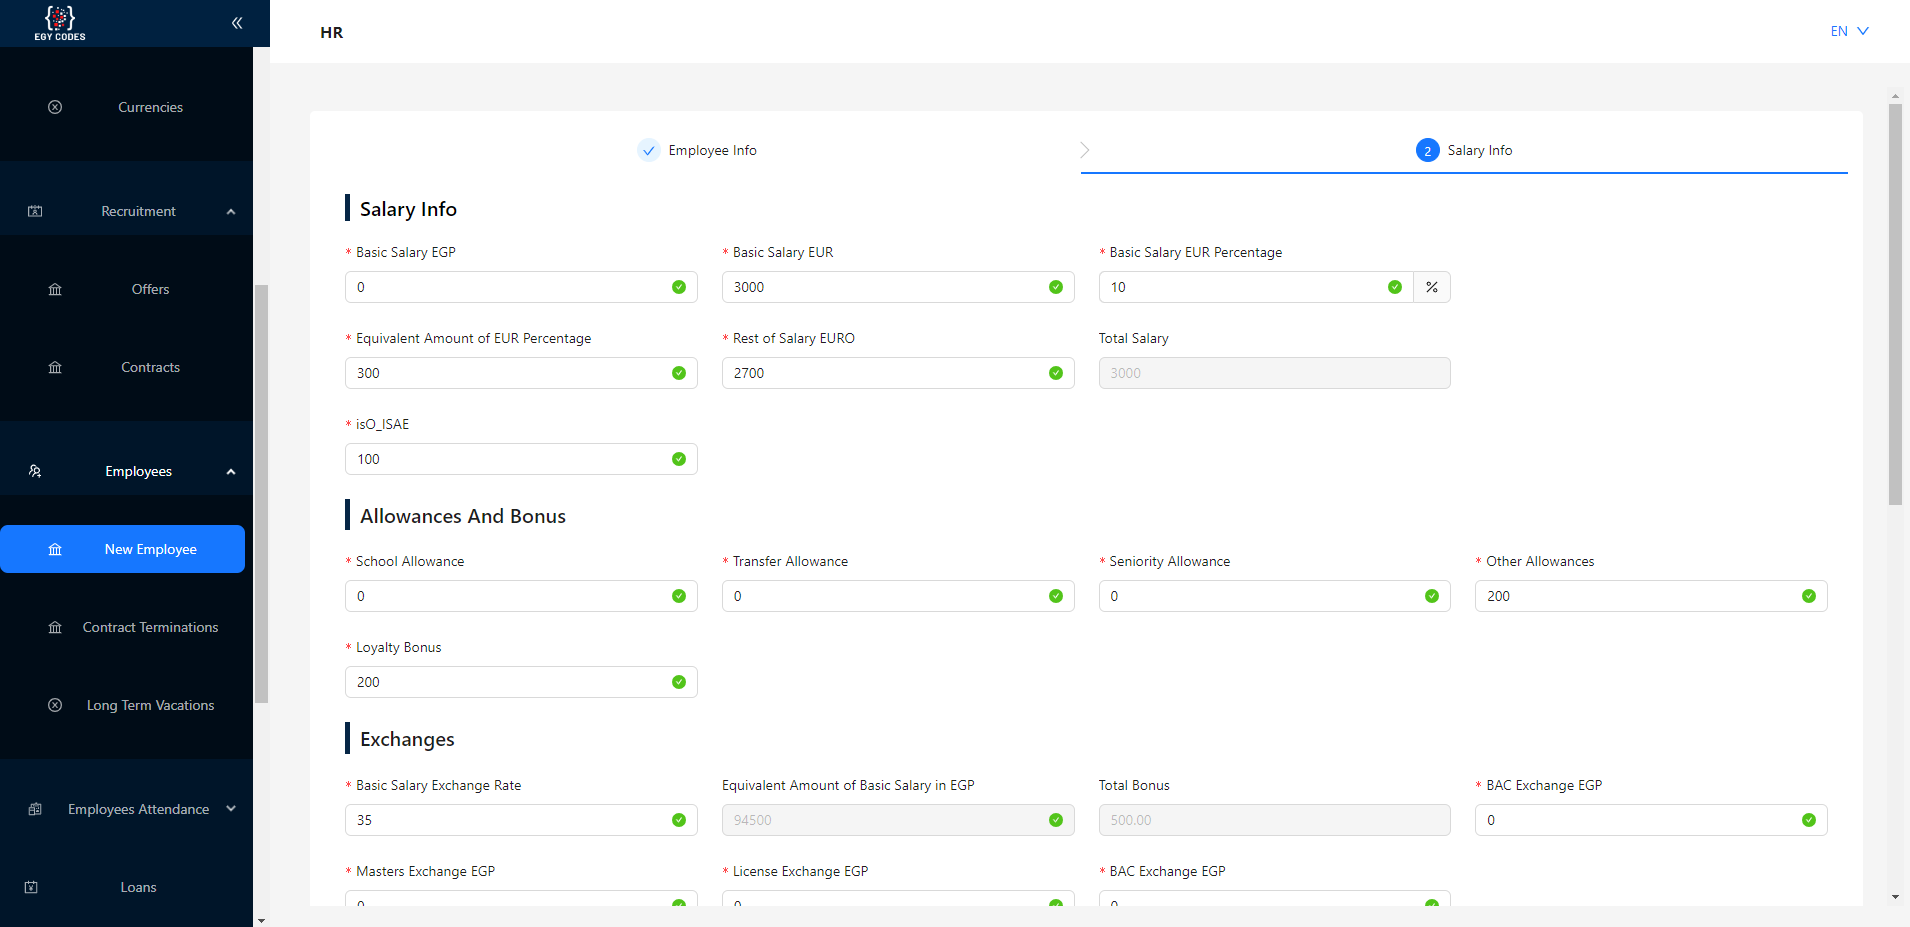 EGY CODES
HR
EN
Currencies
Recruitment
Offers
Contracts
Employees
New Employee
Contract Terminations
Long Term Vacations
Employees Attendance
Loans
Employee Info
2 Salary Info
Salary Info
* Basic Salary EGP
0
* Basic Salary EUR
3000
* Basic Salary EUR Percentage
10 %
* Equivalent Amount of EUR Percentage
300
* Rest of Salary EURO
2700
Total Salary
3000
* isO_ISAE
100
Allowances And Bonus
* School Allowance
0
* Transfer Allowance
0
* Seniority Allowance
0
* Other Allowances
200
* Loyalty Bonus
200
Exchanges
* Basic Salary Exchange Rate
35
Equivalent Amount of Basic Salary in EGP
94500
Total Bonus
500.00
* BAC Exchange EGP
0
* Masters Exchange EGP
0
* License Exchange EGP
0
* BAC Exchange EGP
0